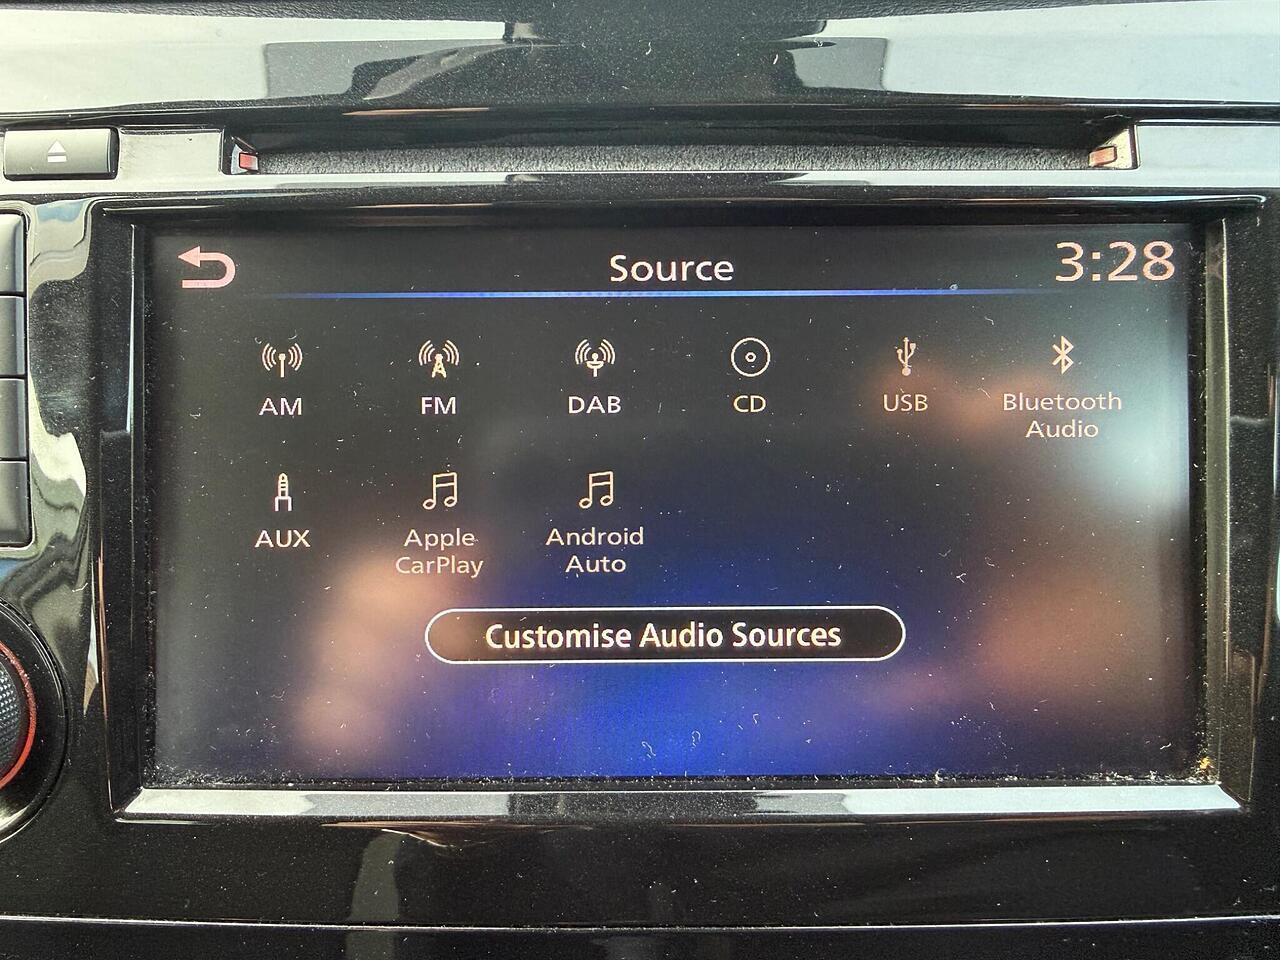 Source
3:28
AM
FM
DAB
CD
USB
Bluetooth
Audio
AUX
Apple
CarPlay
Android
Auto
Customise Audio Sources